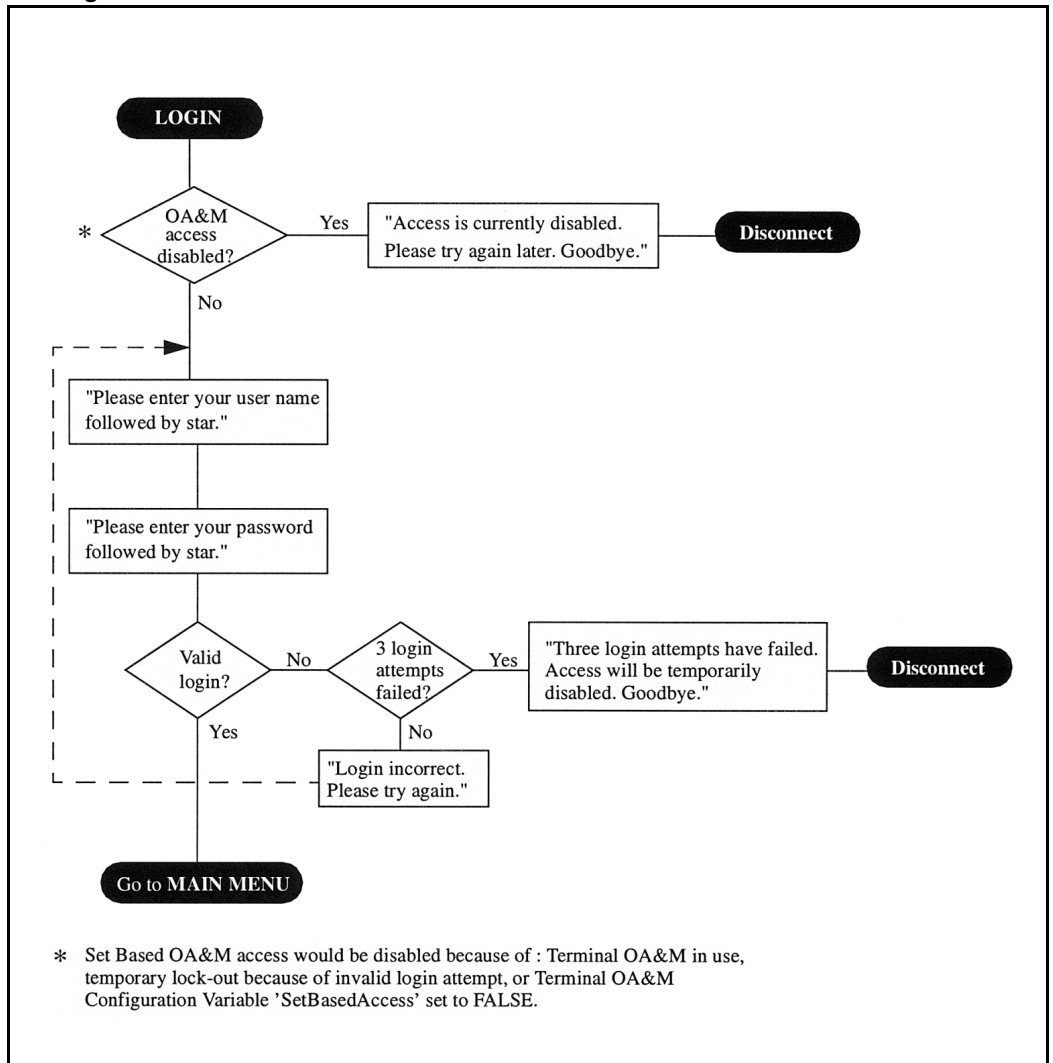 LOGIN
OA&M
access
disabled?
*
Yes
"Access is currently disabled.
Please try again later. Goodbye."
Disconnect
No
"Please enter your user name
followed by star."
"Please enter your password
followed by star."
Valid
login?
No
3 login
attempts
failed?
Yes
"Three login attempts have failed.
Access will be temporarily
disabled. Goodbye."
Disconnect
Yes
No
"Login incorrect.
Please try again."
Go to MAIN MENU
* Set Based OA&M access would be disabled because of : Terminal OA&M in use,
temporary lock-out because of invalid login attempt, or Terminal OA&M
Configuration Variable 'SetBasedAccess' set to FALSE.